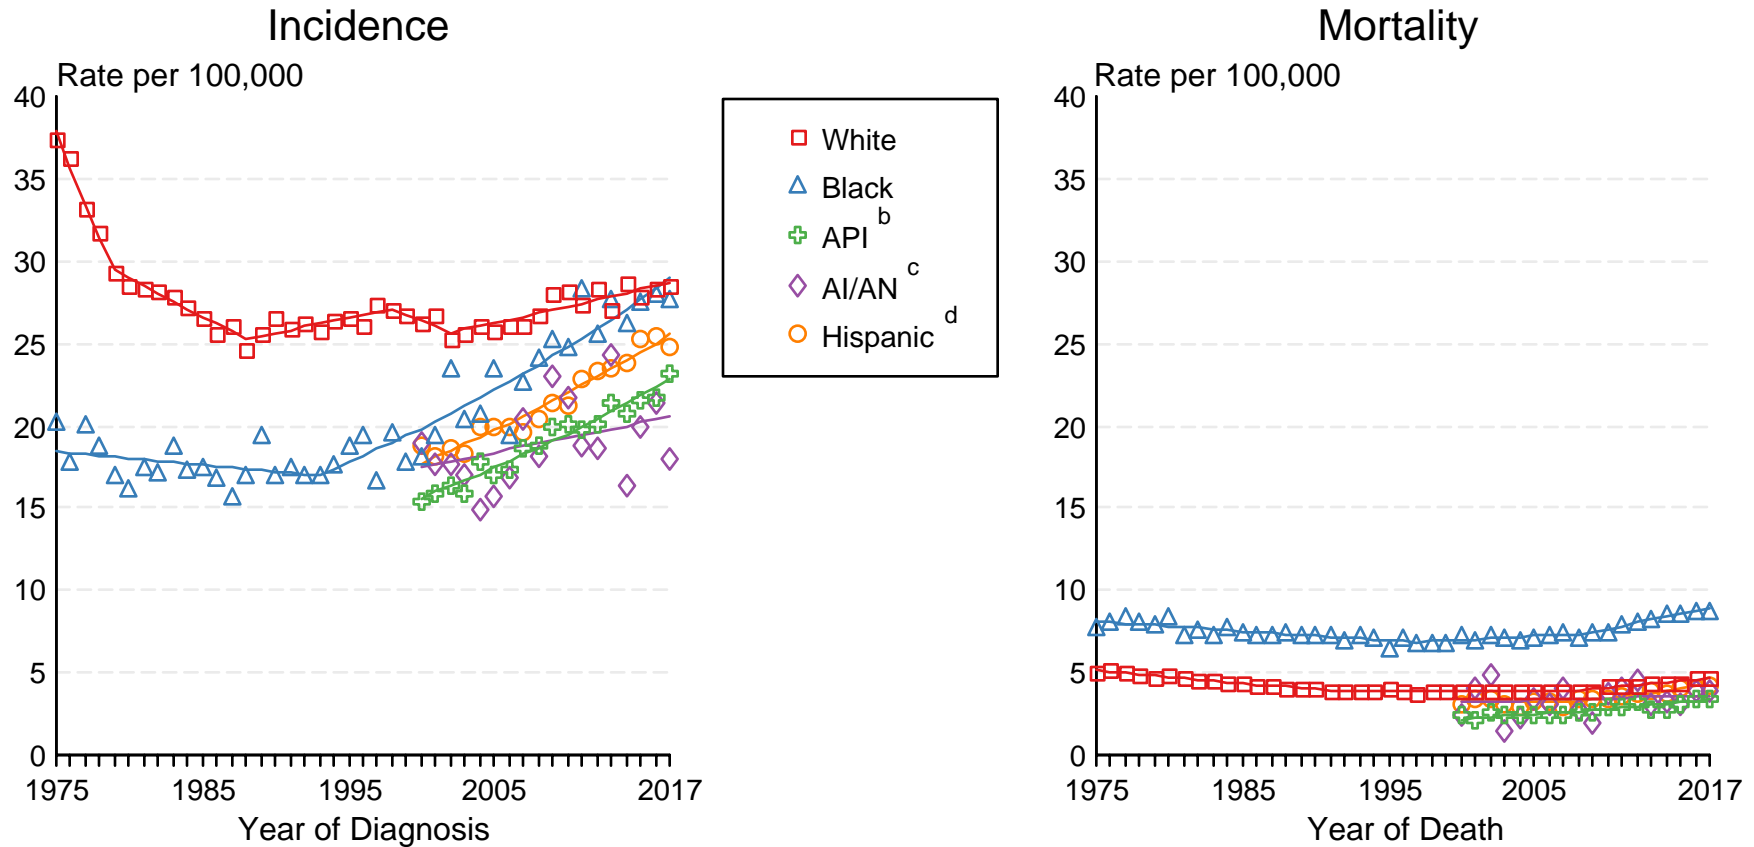 Incidence
Rate per 100,000
40
35
30
25
20
15
10
5
0
1975
1985
1995
2005
2017
Year of Diagnosis
White
Black
API b
AI/AN c
Hispanic d
Mortality
Rate per 100,000
40
35
30
25
20
15
10
5
0
1975
1985
1995
2005
2017
Year of Death